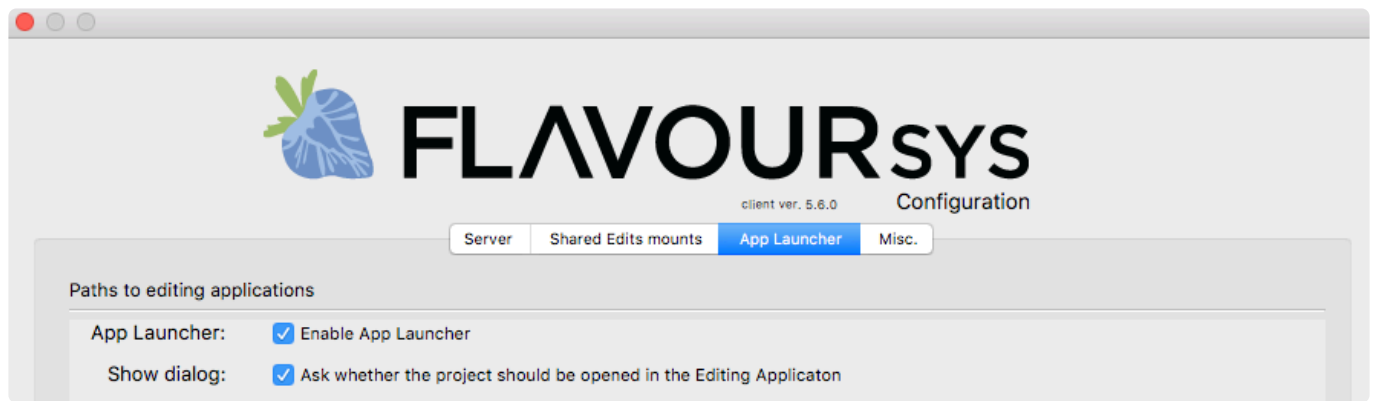 FLAVOURSYS
client ver. 5.6.0 Configuration
Server Shared Edits mounts App Launcher Misc.
Paths to editing applications
App Launcher: Enable App Launcher
Show dialog: Ask whether the project should be opened in the Editing Applicaton